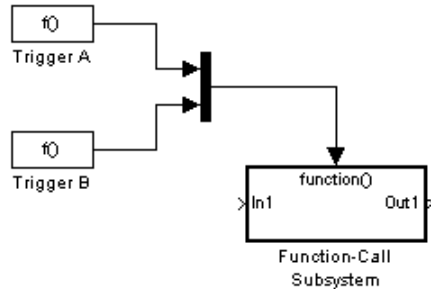 f()
Trigger A
f()
Trigger B
function()
In1
Out1
Function-Call
Subsystem